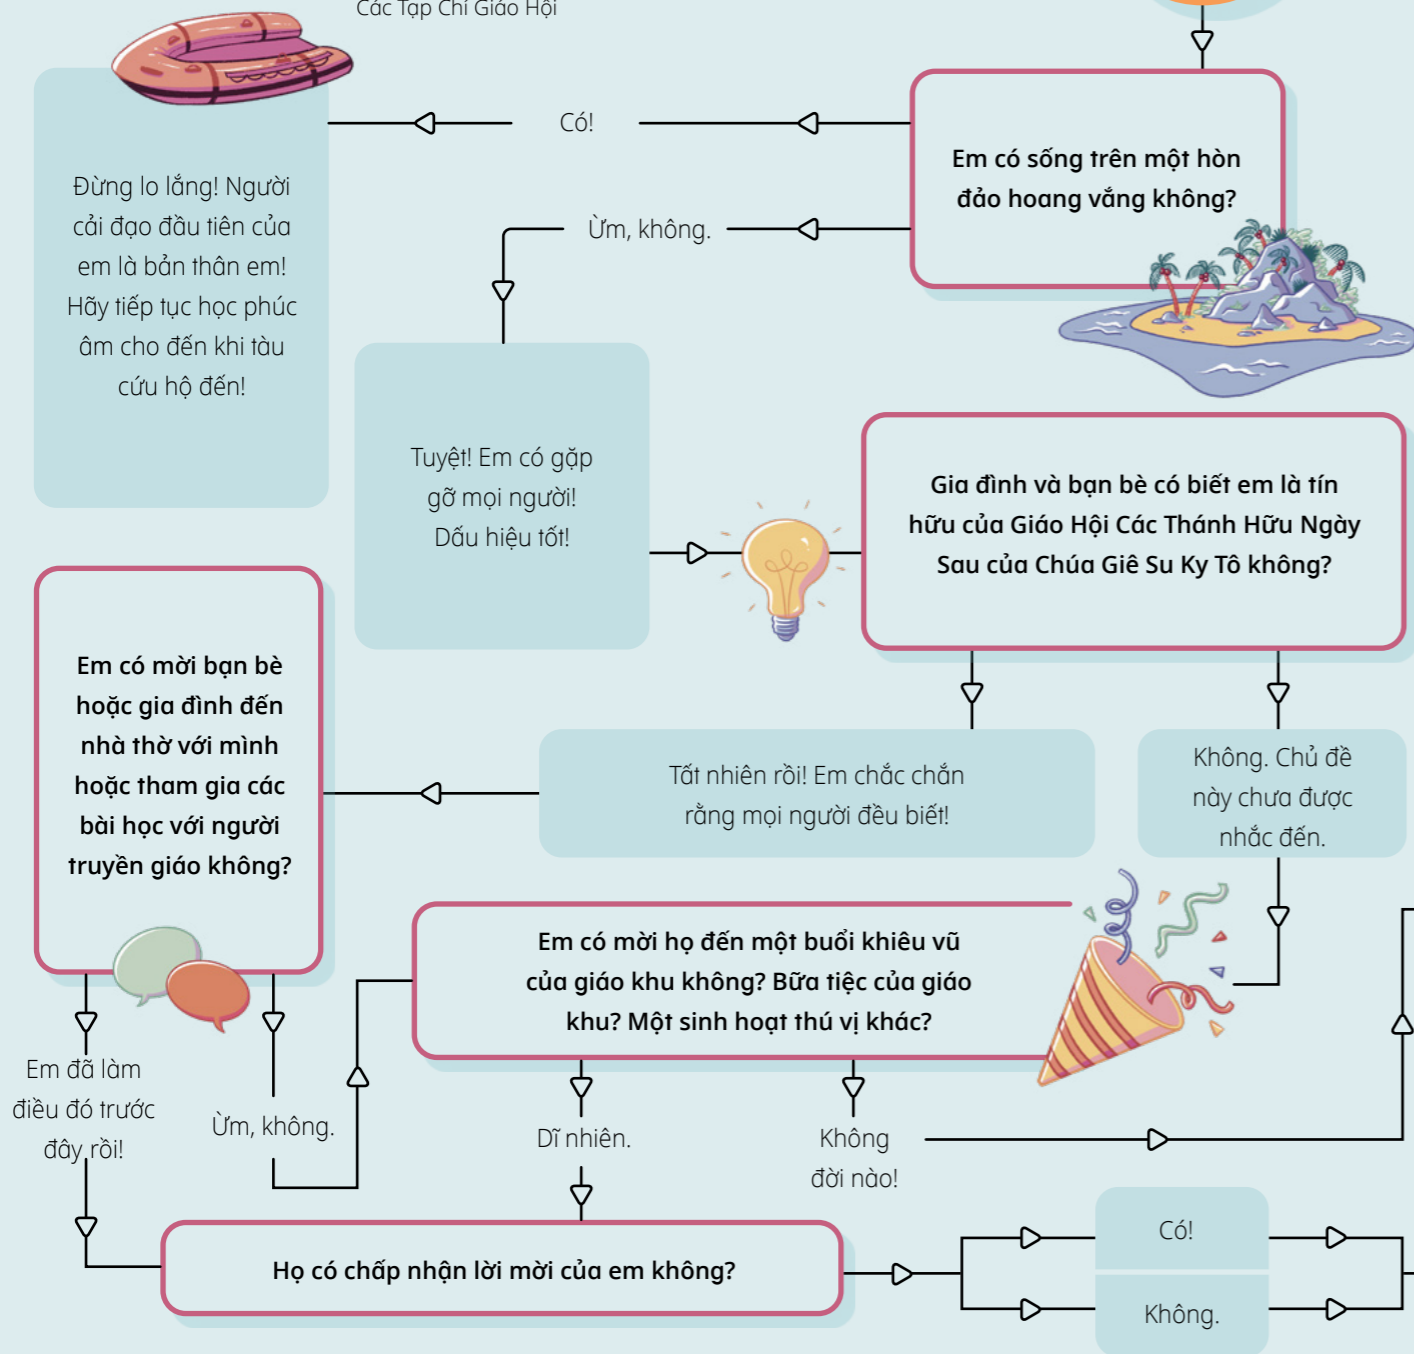 Các Tạp Chí Giáo Hội
Em có sống trên một hòn
đảo hoang vắng không?
Có!
Đừng lo lắng! Người
cải đạo đầu tiên của
em là bản thân em!
Hãy tiếp tục học phúc
âm cho đến khi tàu
cứu hộ đến!
Ừm, không.
Tuyệt! Em có gặp
gỡ mọi người!
Dấu hiệu tốt!
Gia đình và bạn bè có biết em là tín
hữu của Giáo Hội Các Thánh Hữu Ngày
Sau của Chúa Giê Su Ky Tô không?
Tất nhiên rồi! Em chắc chắn
rằng mọi người đều biết!
Không. Chủ đề
này chưa được
nhắc đến.
Em có mời bạn bè
hoặc gia đình đến
nhà thờ với mình
hoặc tham gia các
bài học với người
truyền giáo không?
Em đã làm
điều đó trước
đây rồi!
Ừm, không.
Em có mời họ đến một buổi khiêu vũ
của giáo khu không? Bữa tiệc của giáo
khu? Một sinh hoạt thú vị khác?
Dĩ nhiên.
Không
đời nào!
Họ có chấp nhận lời mời của em không?
Có!
Không.